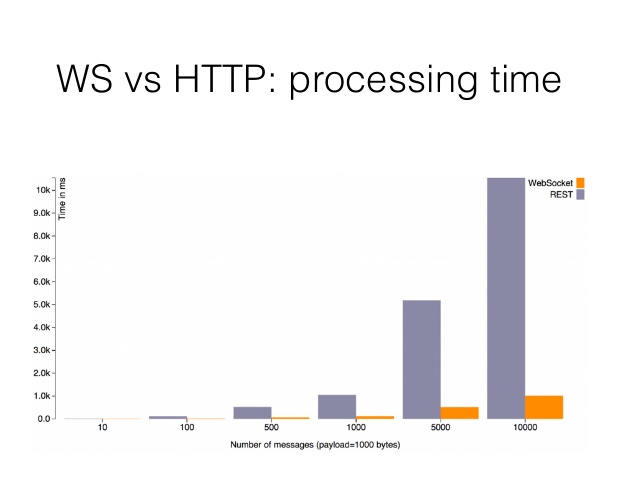 WS vs HTTP: processing time
Time in ms
WebSocket
REST
10k
9.0k
8.0k
7.0k
6.0k
5.0k
4.0k
3.0k
2.0k
1.0k
0.0
10 100 500 1000 5000 10000
Number of messages (payload=1000 bytes)